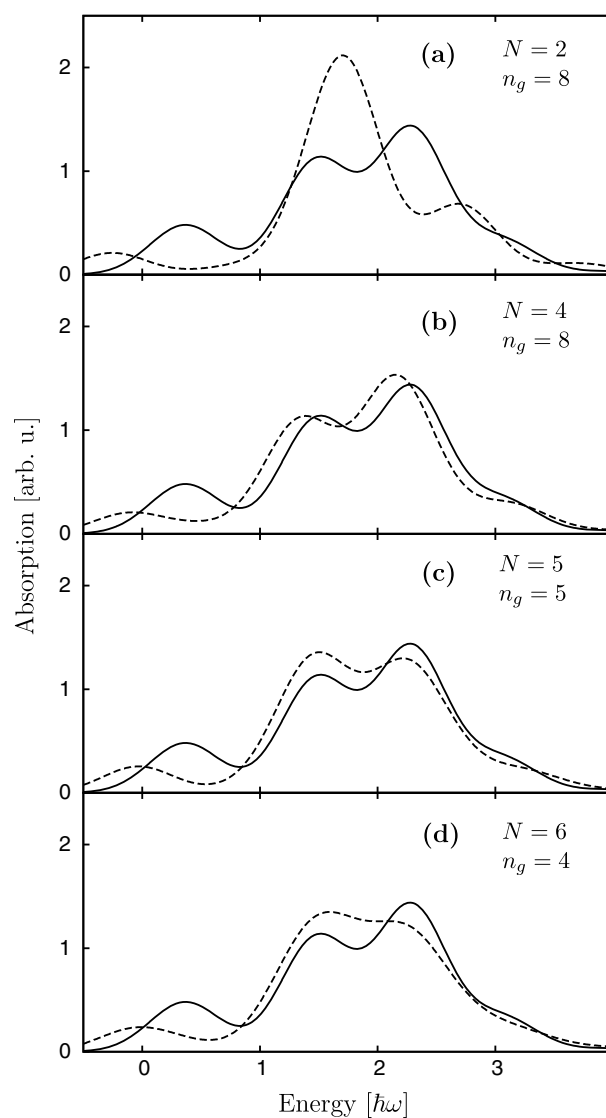 2
(a)
N = 2
n_g = 8
1
0
2
(b)
N = 4
n_g = 8
1
0
Absorption [arb. u.]
2
(c)
N = 5
n_g = 5
1
0
2
(d)
N = 6
n_g = 4
1
0
0 1 2 3
Energy [ℏω]